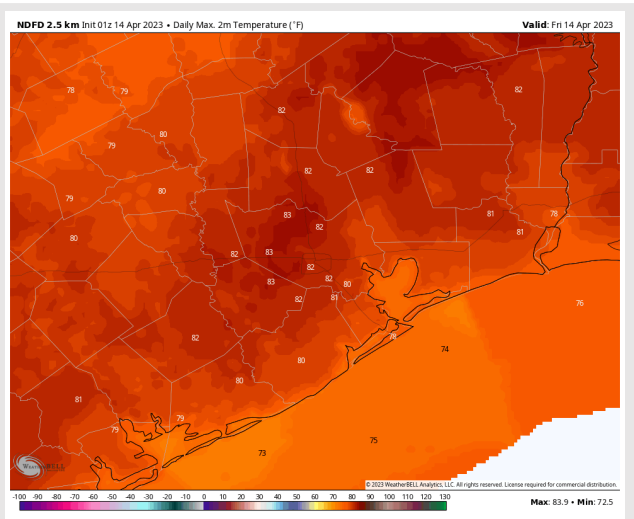 NDFD 2.5 km Init 01z 14 Apr 2023 • Daily Max. 2m Temperature (°F) Valid: Fri 14 Apr 2023
78 79 82 82
79 80
82 82
79 80
83 81 78
82 81
80
82 83
82
83 82 80
82 81
76
82
74
80
80
81
79
79
75
73
WeatherBELL
© 2023 WeatherBELL Analytics, LLC. All rights reserved. License required for commercial distribution.
-100 -90 -80 -70 -60 -50 -40 -30 -20 -10 0 10 20 30 40 50 60 70 80 90 100 110 120 130
Max: 83.9 • Min: 72.5